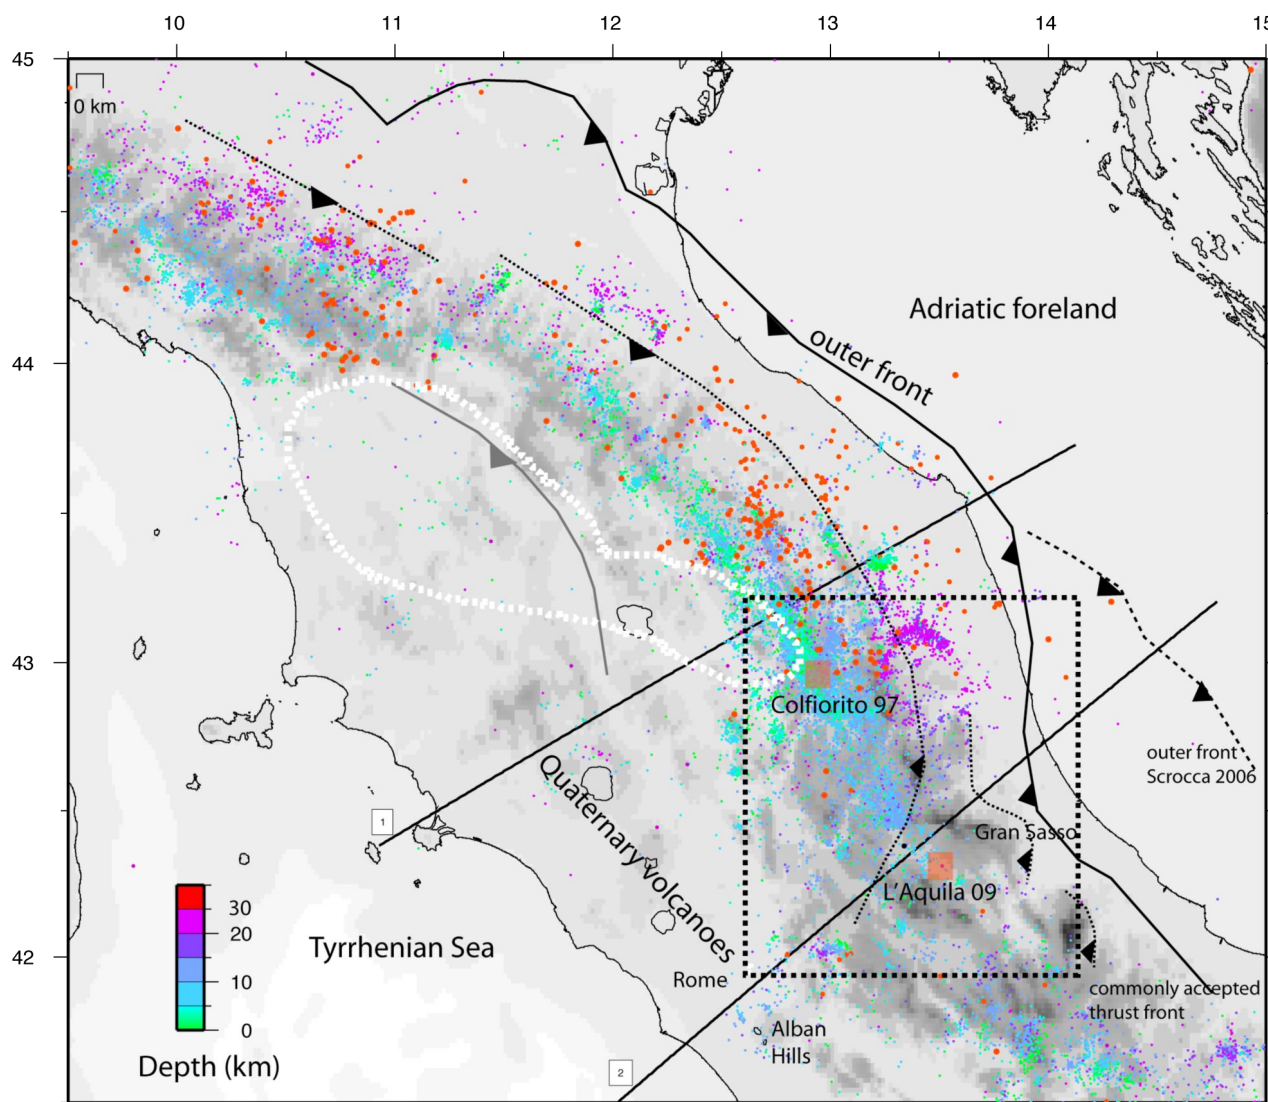 10 11 12 13 14 15
45
0 km
Adriatic foreland
outer front
44
43
Colfiorito 97
outer front
Scrocca 2006
Quaternary volcanoes
1
Gran Sasso
L'Aquila 09
30
20
10
0
Depth (km)
Tyrrhenian Sea
42
Rome
commonly accepted
thrust front
Alban
Hills
2